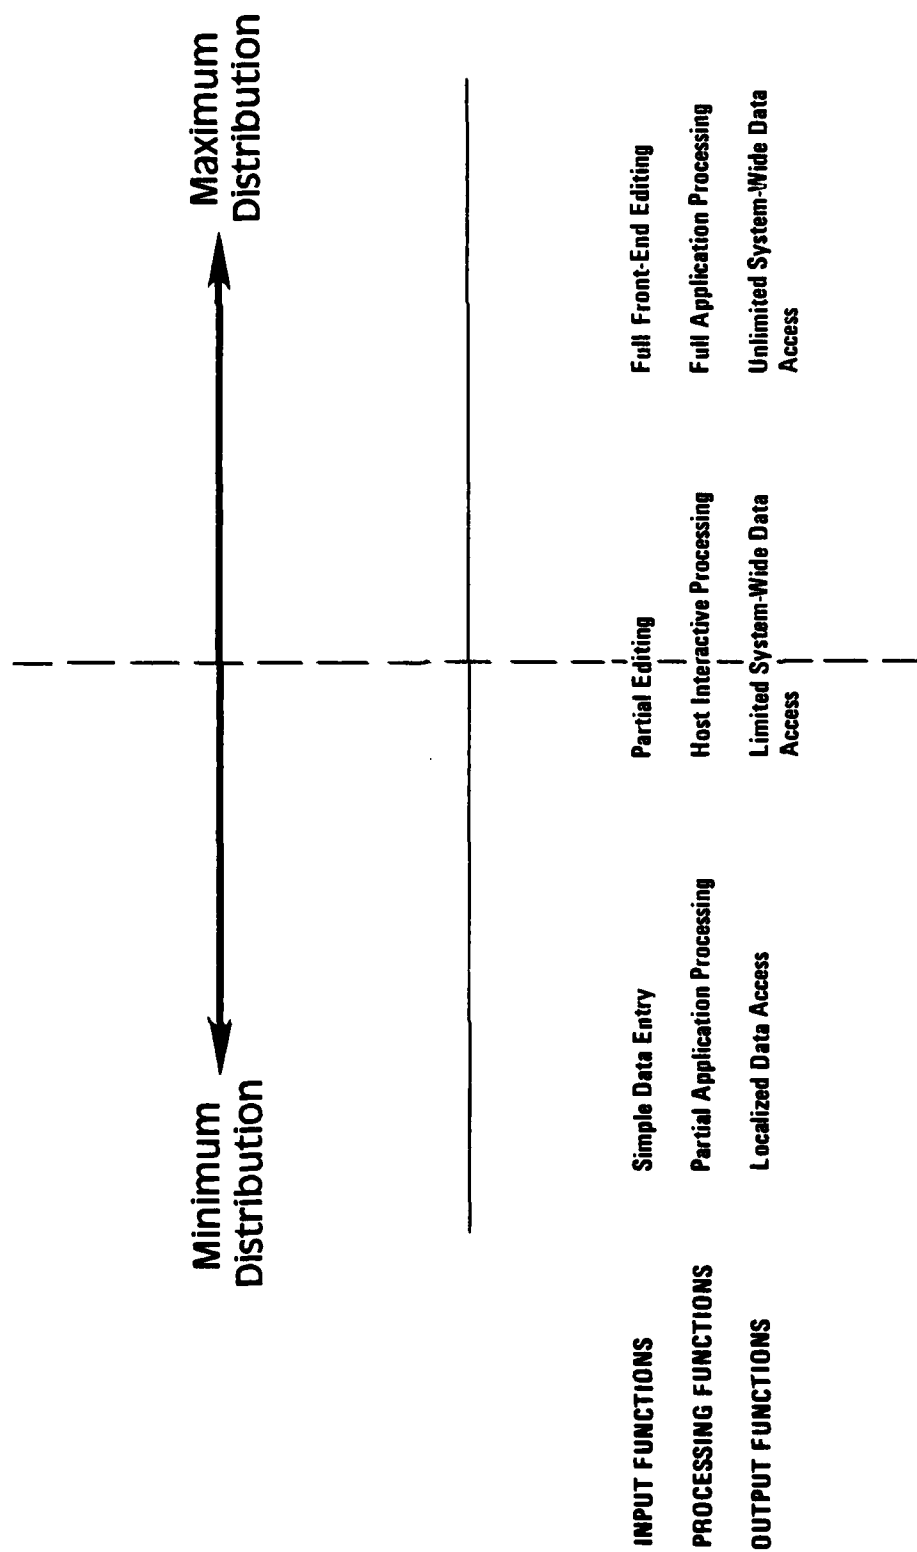 Minimum
Distribution
Maximum
Distribution
INPUT FUNCTIONS
Simple Data Entry
Partial Editing
Full Front-End Editing
PROCESSING FUNCTIONS
Partial Application Processing
Host Interactive Processing
Full Application Processing
OUTPUT FUNCTIONS
Localized Data Access
Limited System-Wide Data
Access
Unlimited System-Wide Data
Access